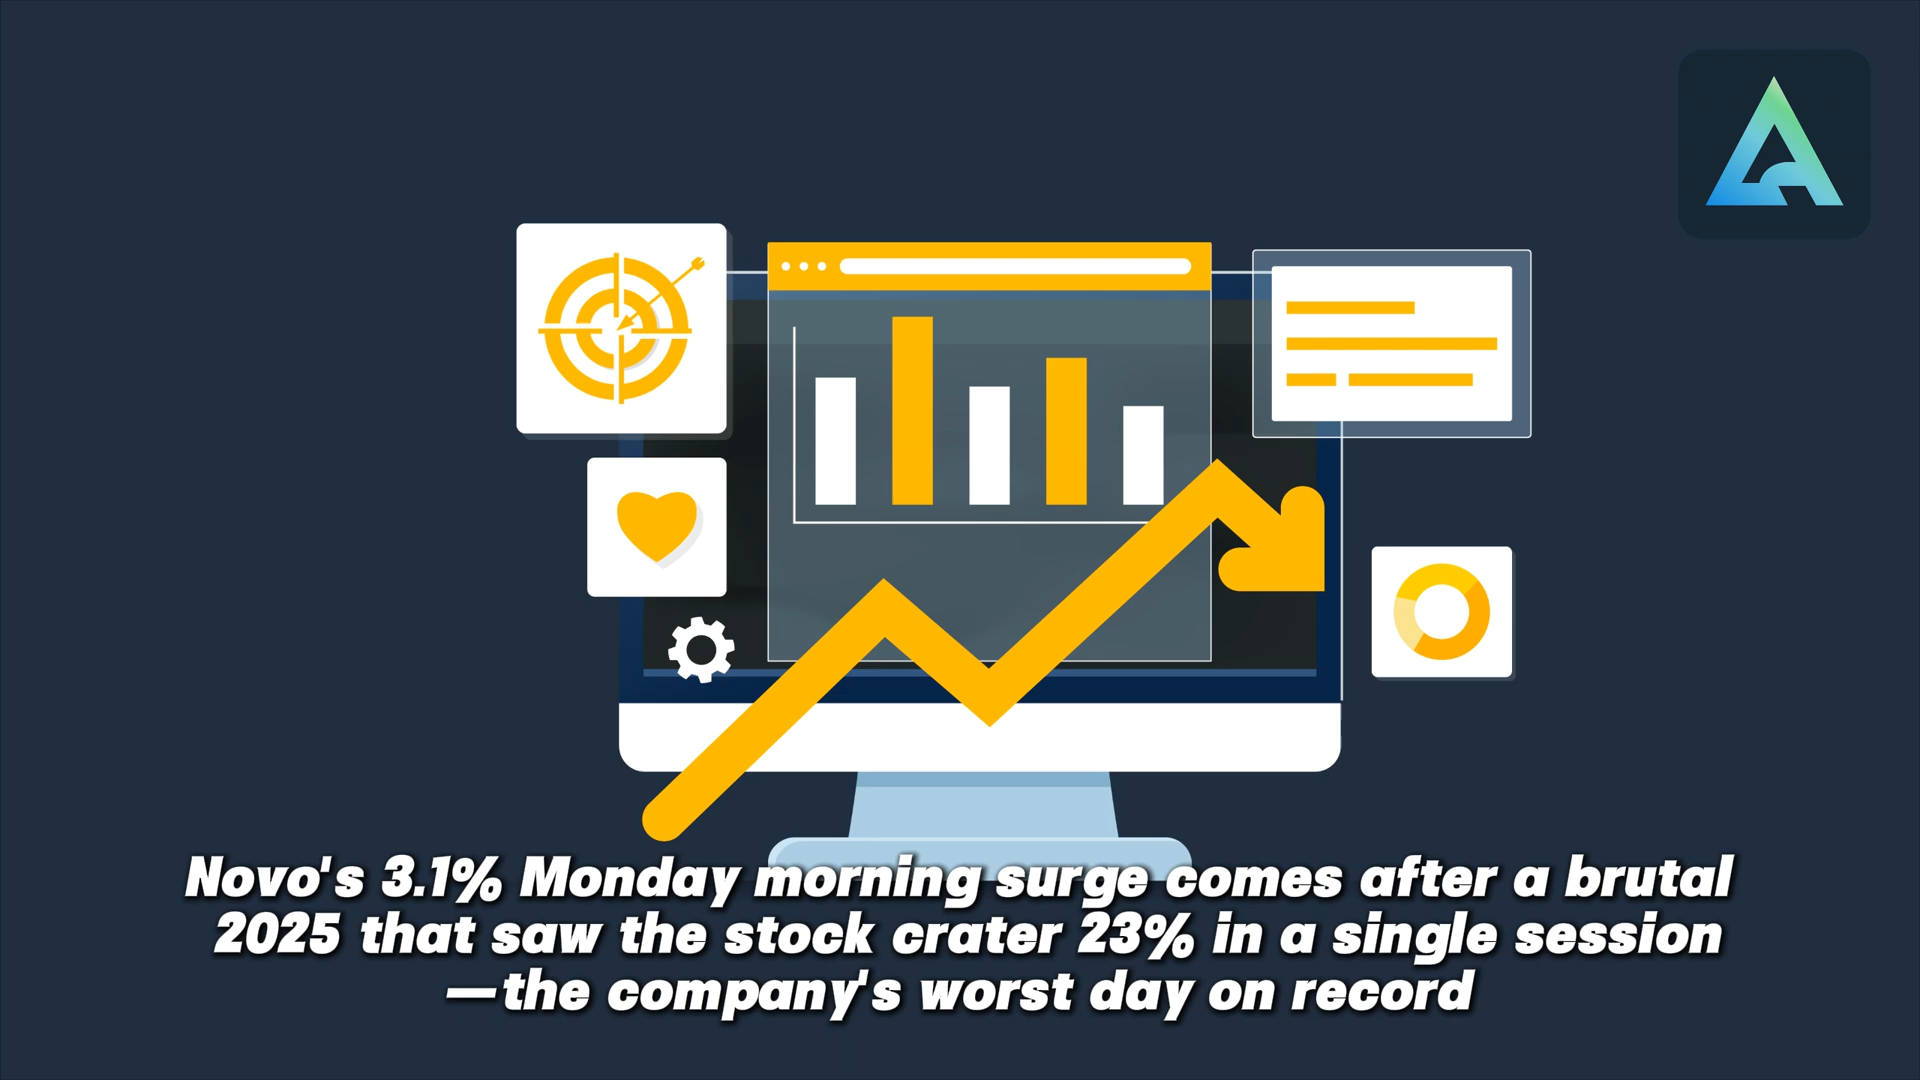 Novo's 3.1% Monday morning surge comes after a brutal
2025 that saw the stock crater 23% in a single session
—the company's worst day on record